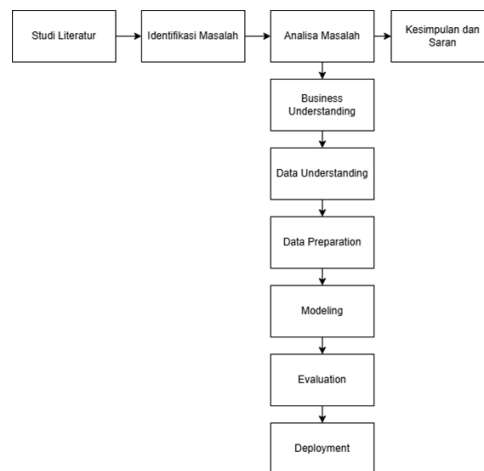 Studi Literatur
Identifikasi Masalah
Analisa Masalah
Kesimpulan dan
Saran
Business
Understanding
Data Understanding
Data Preparation
Modeling
Evaluation
Deployment